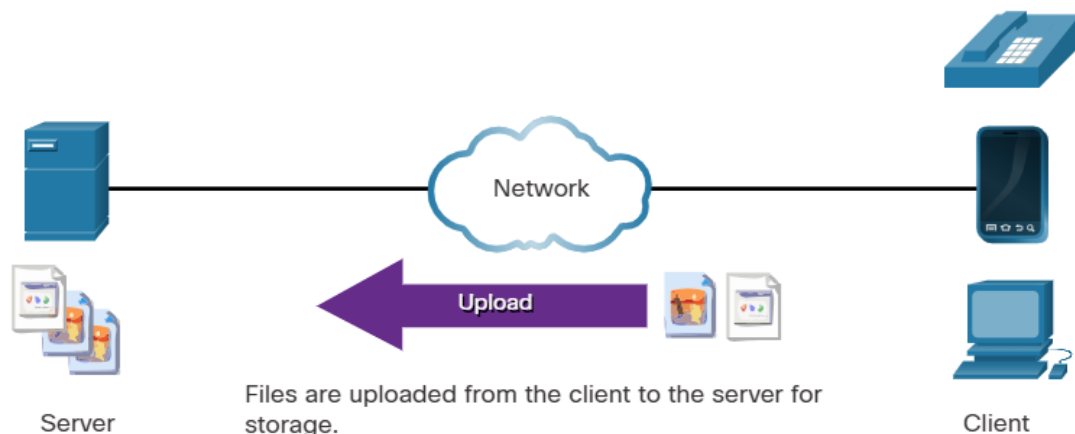 Network
Upload
Files are uploaded from the client to the server for
storage.
Server
Client